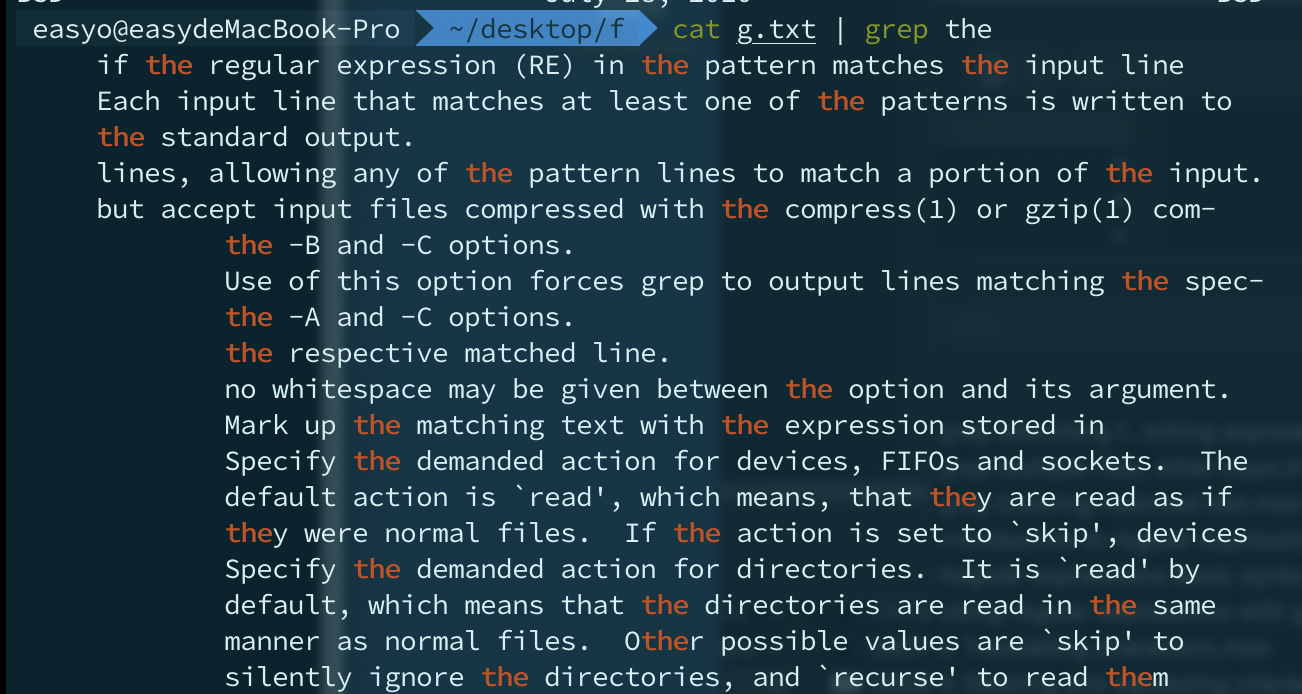 easyo@easydeMacBook-Pro ~/desktop/f cat g.txt | grep the
if the regular expression (RE) in the pattern matches the input line
Each input line that matches at least one of the patterns is written to
the standard output.
lines, allowing any of the pattern lines to match a portion of the input.
but accept input files compressed with the compress(1) or gzip(1) com-
the -B and -C options.
Use of this option forces grep to output lines matching the spec-
the -A and -C options.
the respective matched line.
no whitespace may be given between the option and its argument.
Mark up the matching text with the expression stored in
Specify the demanded action for devices, FIFOs and sockets.  The
default action is `read', which means, that they are read as if
they were normal files.  If the action is set to `skip', devices
Specify the demanded action for directories.  It is `read' by
default, which means that the directories are read in the same
manner as normal files.  Other possible values are `skip' to
silently ignore the directories, and `recurse' to read them